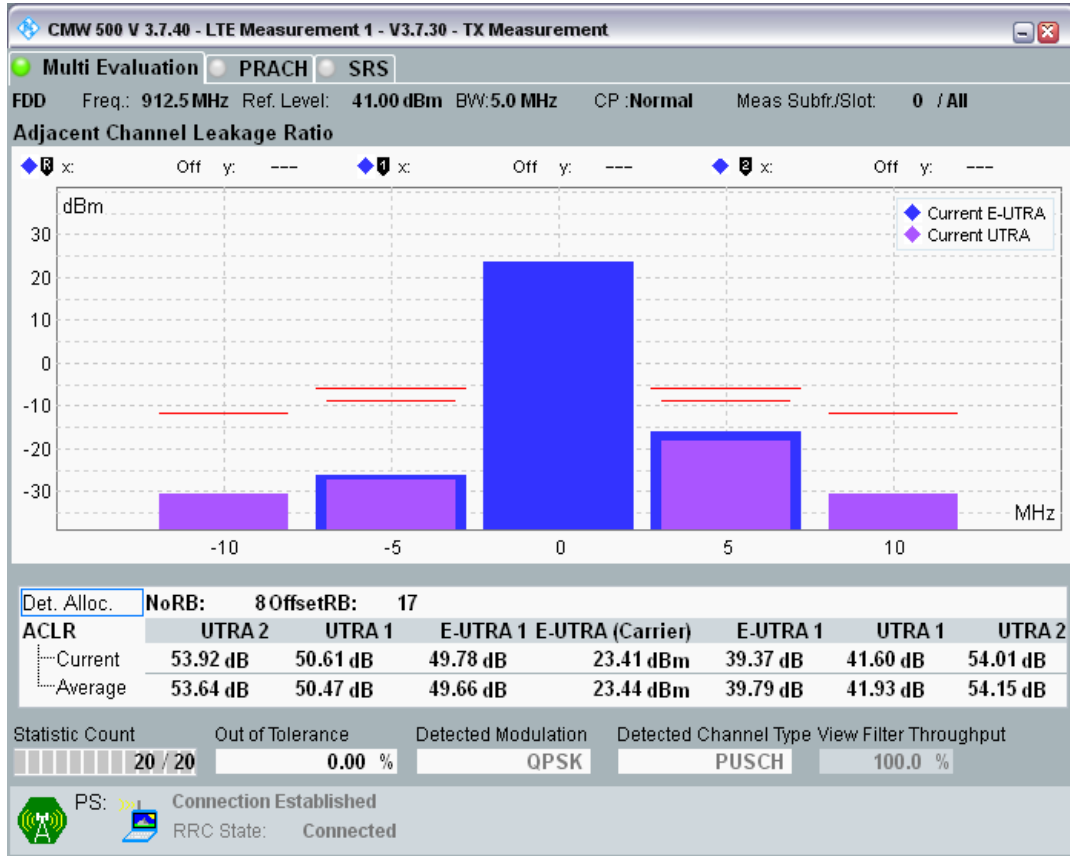 CMW 500 V 3.7.40 - LTE Measurement 1 - V3.7.30 - TX Measurement
Multi Evaluation PRACH SRS
FDD Freq.: 912.5 MHz Ref. Level: 41.00 dBm BW: 5.0 MHz CP : Normal Meas Subfr./Slot: 0 / All
Adjacent Channel Leakage Ratio
R x: Off y: --- 1 x: Off y: --- 2 x: Off y: ---
dBm
Current E-UTRA
Current UTRA
30
20
10
0
-10
-20
-30
MHz
-10 -5 0 5 10
Det. Alloc. NoRB: 8 OffsetRB: 17
ACLR UTRA 2 UTRA 1 E-UTRA 1 E-UTRA (Carrier) E-UTRA 1 UTRA 1 UTRA 2
Current 53.92 dB 50.61 dB 49.78 dB 23.41 dBm 39.37 dB 41.60 dB 54.01 dB
Average 53.64 dB 50.47 dB 49.66 dB 23.44 dBm 39.79 dB 41.93 dB 54.15 dB
Statistic Count Out of Tolerance Detected Modulation Detected Channel Type View Filter Throughput
20 / 20 0.00 % QPSK PUSCH 100.0 %
PS: Connection Established
RRC State: Connected